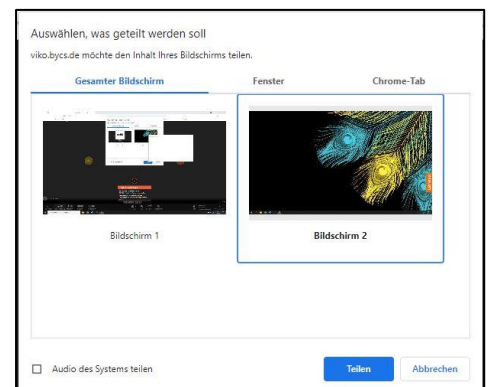 Auswählen, was geteilt werden soll
viko.bycs.de möchte den Inhalt Ihres Bildschirms teilen.
Gesamter Bildschirm Fenster Chrome-Tab
Bildschirm 1 Bildschirm 2
Audio des Systems teilen Teilen Abbrechen